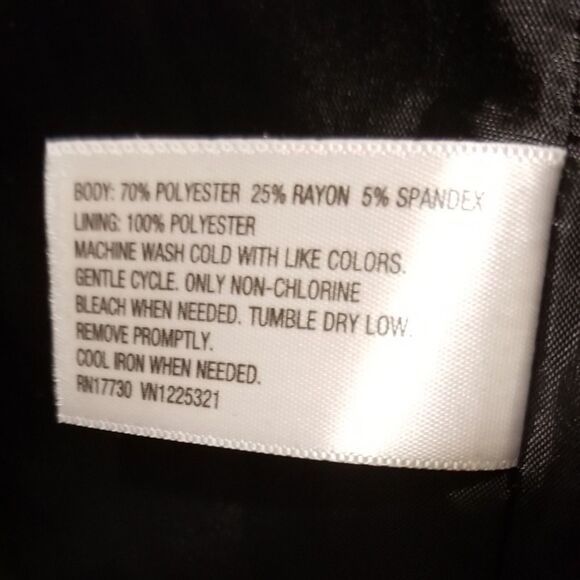 BODY: 70% POLYESTER 25% RAYON 5% SPANDEX
LINING: 100% POLYESTER
MACHINE WASH COLD WITH LIKE COLORS.
GENTLE CYCLE. ONLY NON-CHLORINE
BLEACH WHEN NEEDED. TUMBLE DRY LOW.
REMOVE PROMPTLY.
COOL IRON WHEN NEEDED.
RN17730 VN1225321